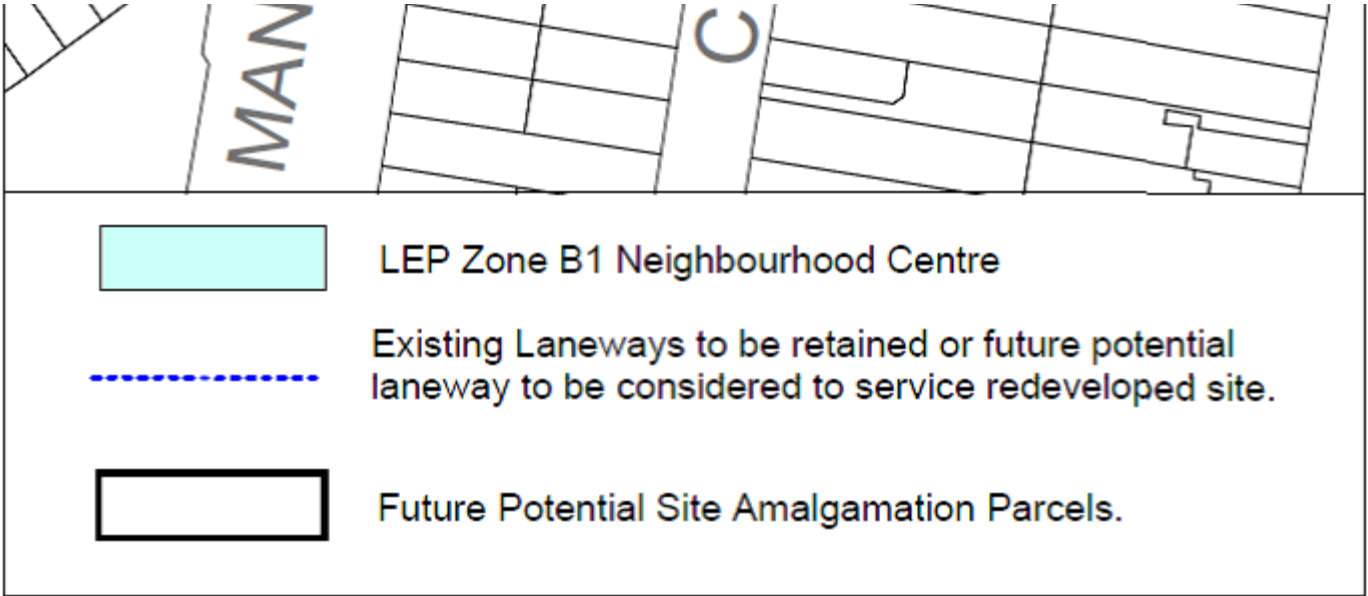 MAN
C
LEP Zone B1 Neighbourhood Centre
Existing Laneways to be retained or future potential
laneway to be considered to service redeveloped site.
Future Potential Site Amalgamation Parcels.